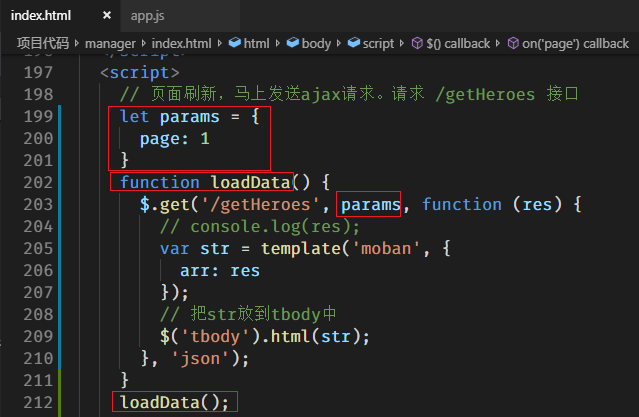 index.html × app.js
项目代码 › manager › index.html › html › body › script › $() callback › on('page') callback
197 <script>
198 // 页面刷新，马上发送ajax请求。请求 /getHeroes 接口
199 let params = {
200 page: 1
201 }
202 function loadData() {
203 $.get('/getHeroes', params, function (res) {
204 // console.log(res);
205 var str = template('moban', {
206 arr: res
207 });
208 // 把str放到tbody中
209 $('tbody').html(str);
210 }, 'json');
211 }
212 loadData();